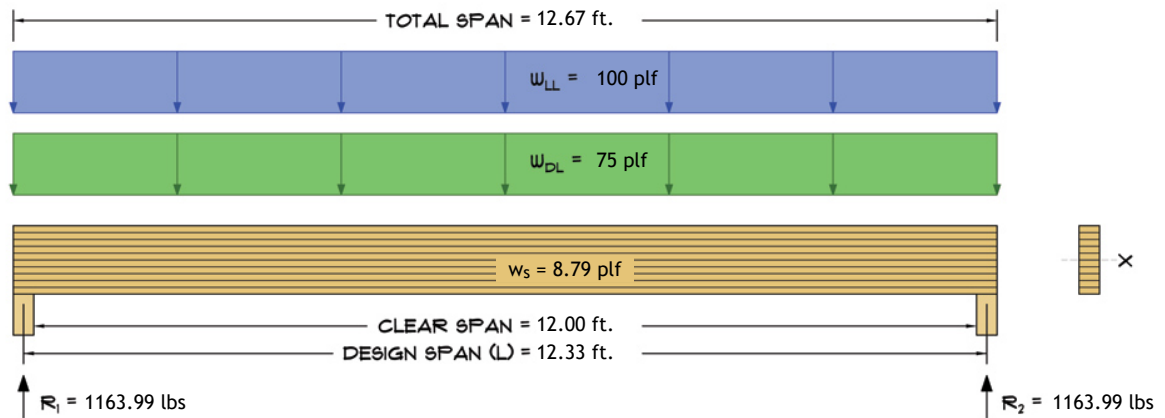 TOTAL SPAN = 12.67 ft.
WLL = 100 plf
WDL = 75 plf
ws = 8.79 plf
X
CLEAR SPAN = 12.00 ft.
DESIGN SPAN (L) = 12.33 ft.
R1 = 1163.99 lbs
R2 = 1163.99 lbs